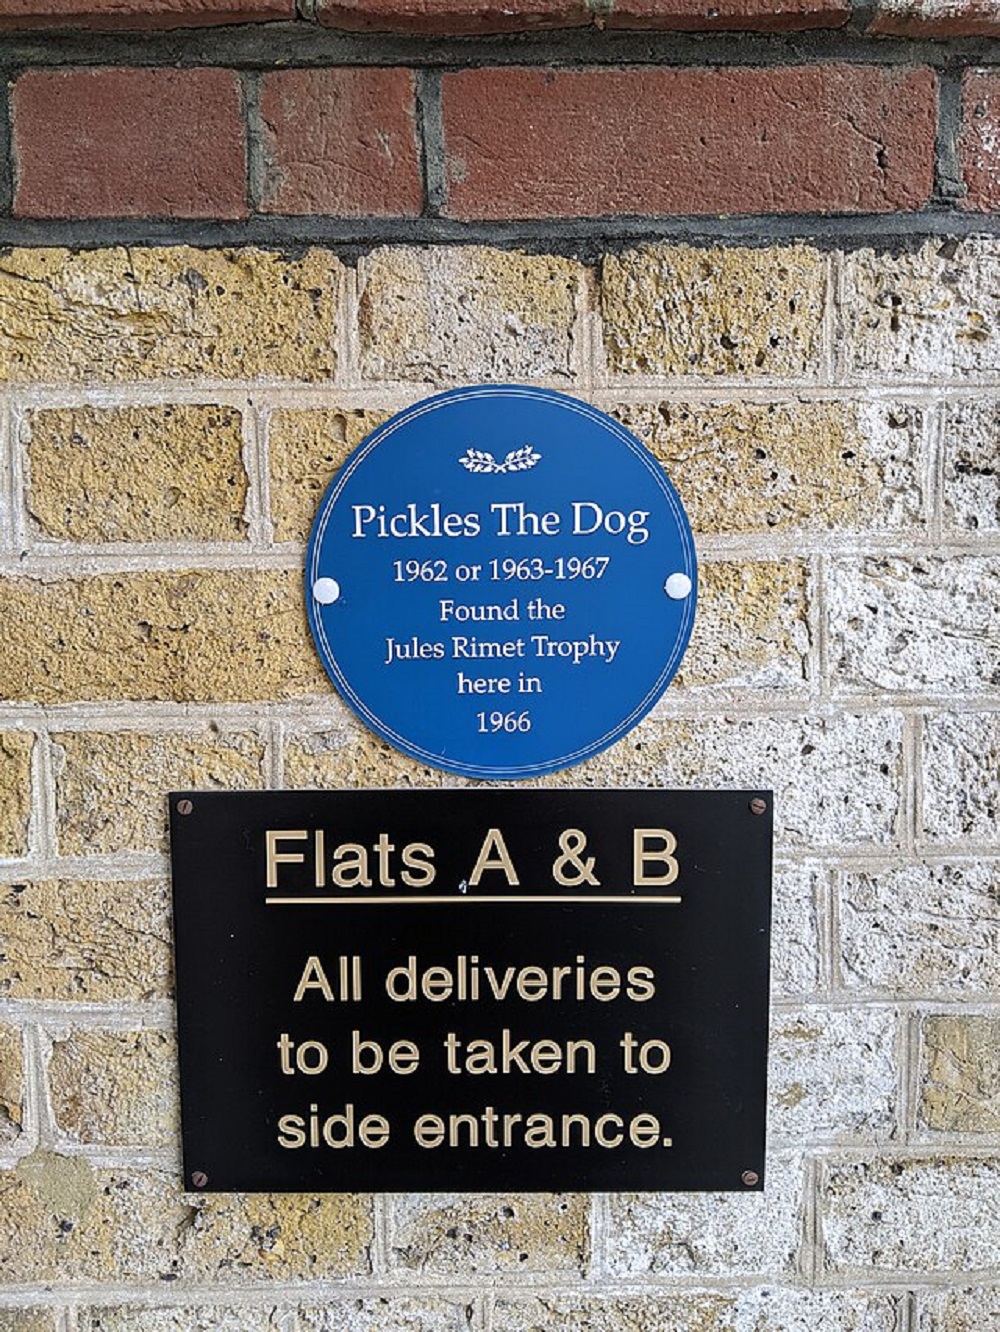 Pickles The Dog
1962 or 1963-1967
Found the
Jules Rimet Trophy
here in
1966
Flats A & B
All deliveries
to be taken to
side entrance.